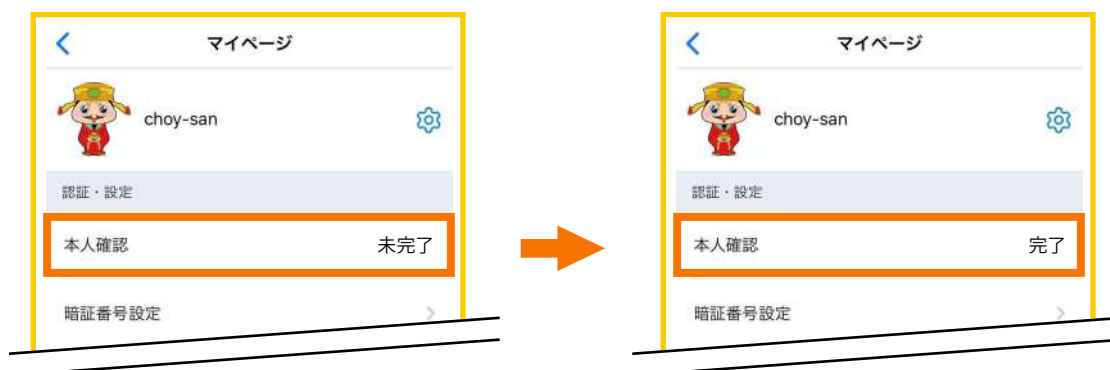 マイページ
choy-san
認証・設定
本人確認 未完了
暗証番号設定
マイページ
choy-san
認証・設定
本人確認 完了
暗証番号設定